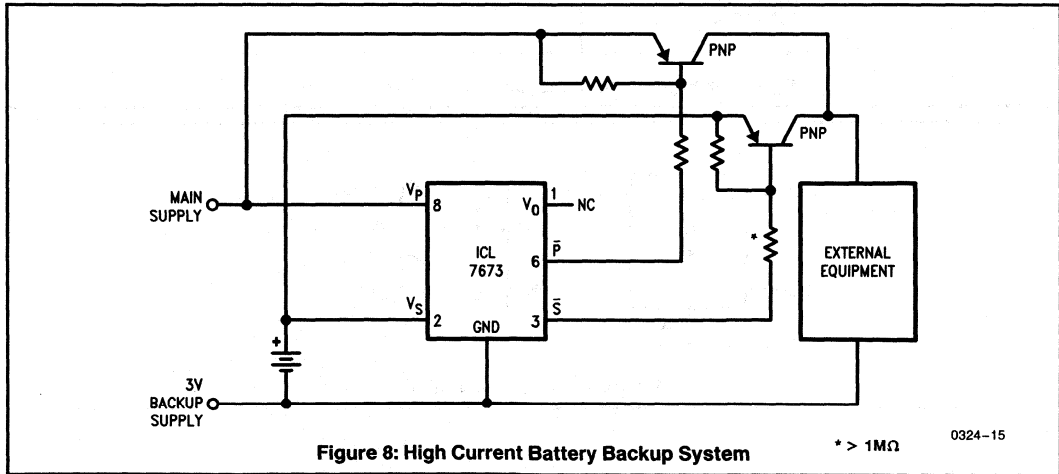 PNP
PNP
MAIN
SUPPLY
V_P
8
V_0
1
NC
ICL
7673
P̄
6
V_S
2
GND
S̄
3
*
EXTERNAL
EQUIPMENT
+
3V
BACKUP
SUPPLY
* > 1MΩ
0324–15
Figure 8: High Current Battery Backup System